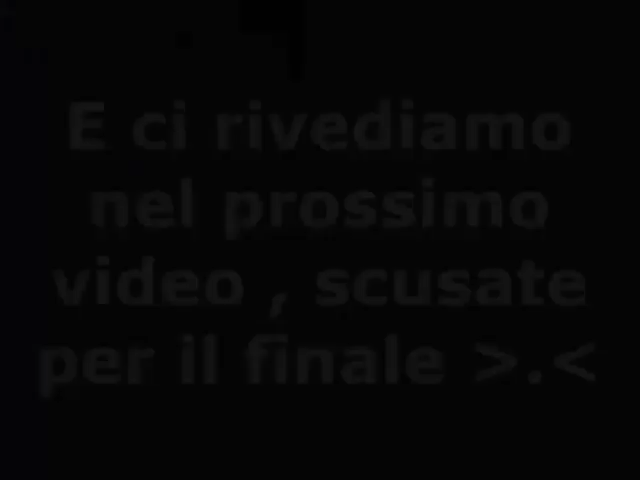 E ci rivediamo
nel prossimo
video , scusate
per il finale >.<